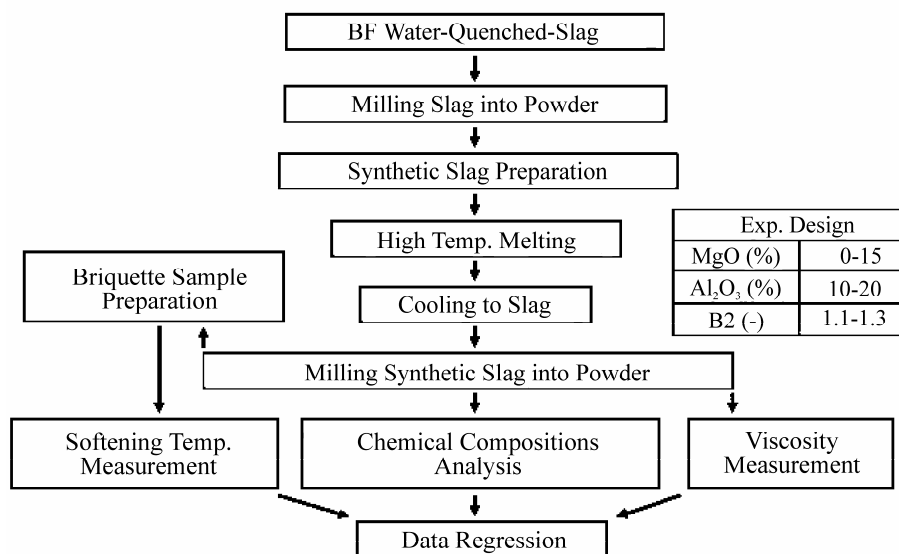 BF Water-Quenched-Slag
Milling Slag into Powder
Synthetic Slag Preparation
High Temp. Melting
Exp. Design
MgO (%) 0-15
Al₂O₃ (%) 10-20
B2 (-) 1.1-1.3
Briquette Sample
Preparation
Cooling to Slag
Milling Synthetic Slag into Powder
Softening Temp.
Measurement
Chemical Compositions
Analysis
Viscosity
Measurement
Data Regression